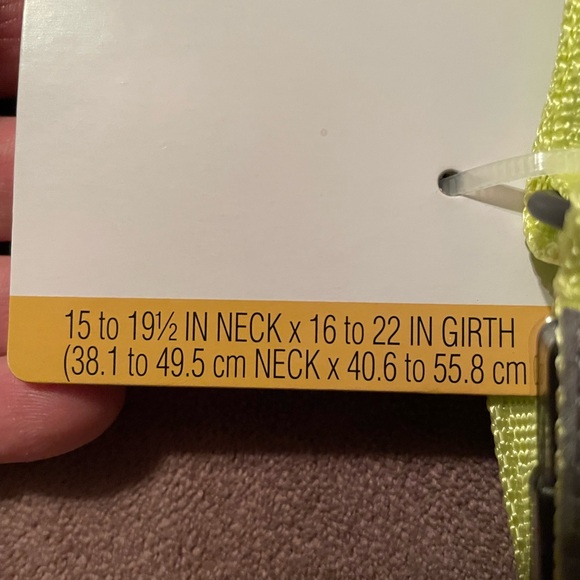 15 to 19½ IN NECK x 16 to 22 IN GIRTH
(38.1 to 49.5 cm NECK x 40.6 to 55.8 cm